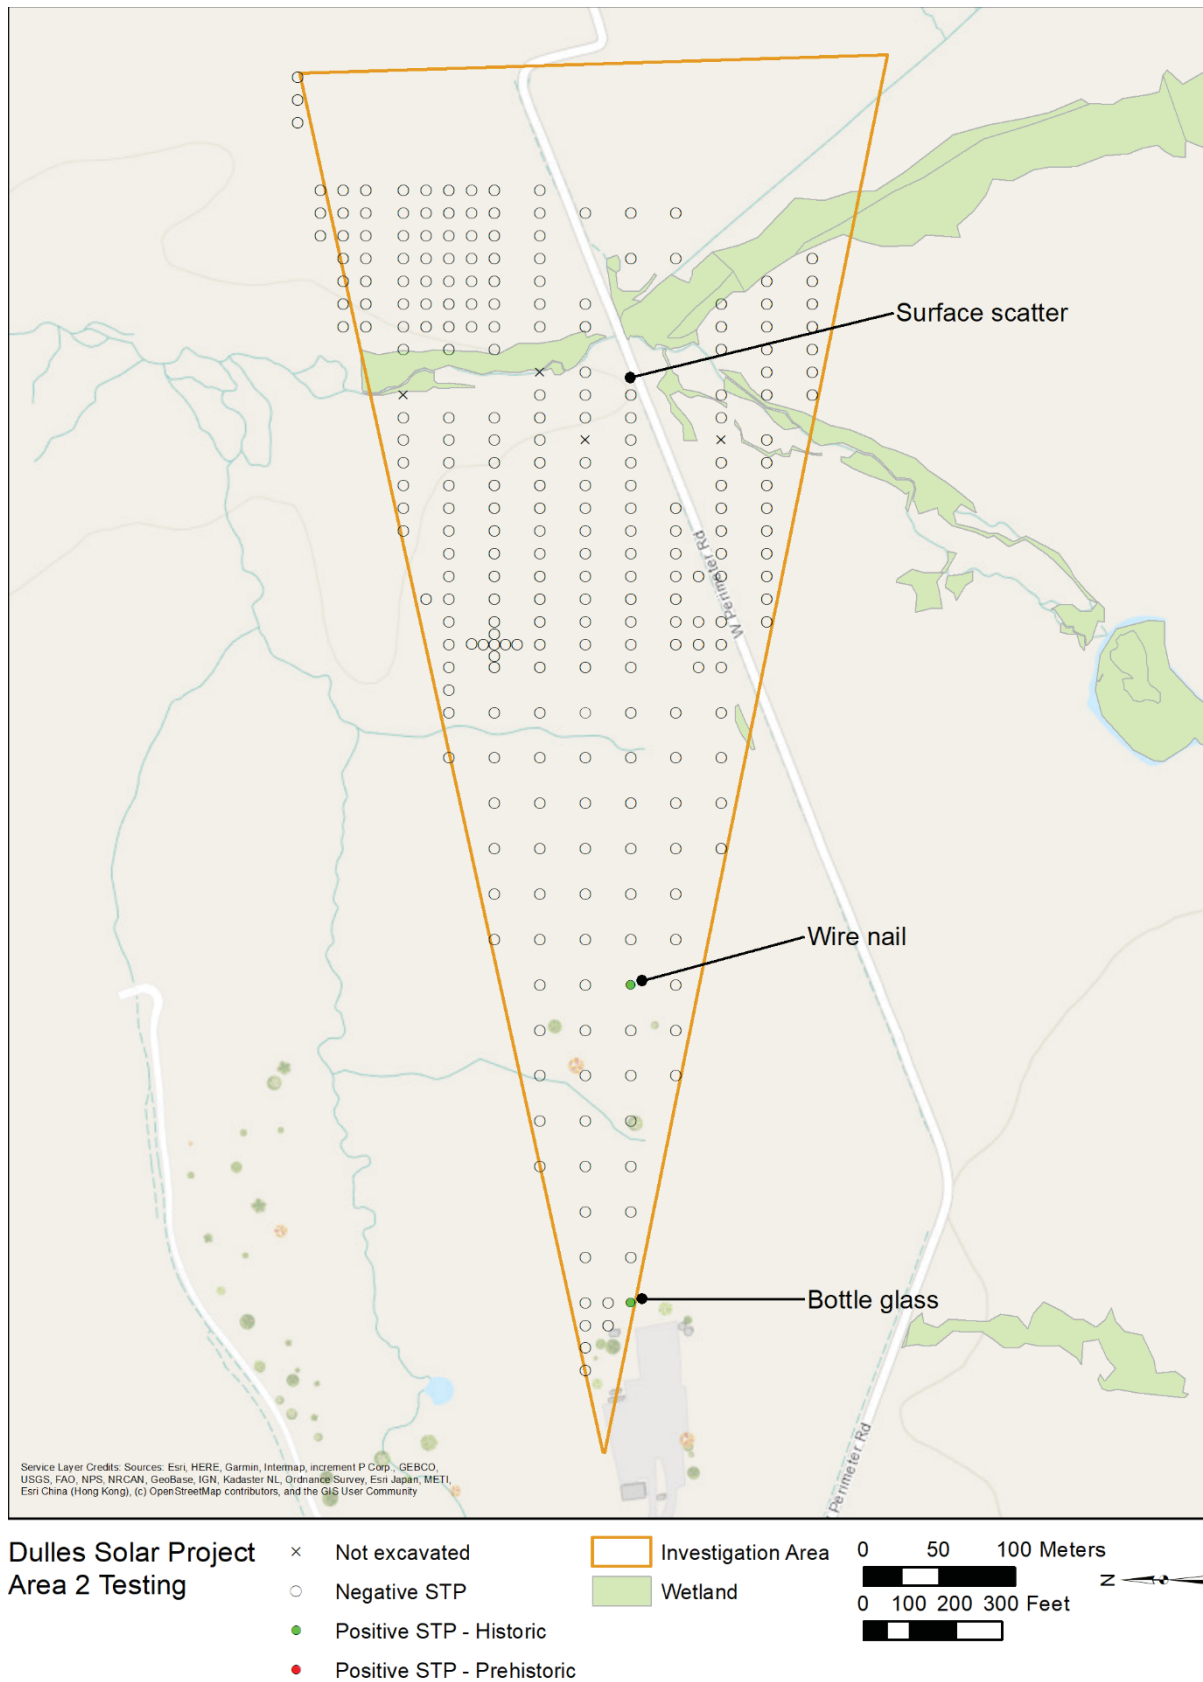 Surface scatter
W Perimeter Rd
Wire nail
Bottle glass
Perimeter Rd
Service Layer Credits: Sources: Esri, HERE, Garmin, Intermap, increment P Corp., GEBCO,
USGS, FAO, NPS, NRCAN, GeoBase, IGN, Kadaster NL, Ordnance Survey, Esri Japan, METI,
Esri China (Hong Kong), (c) OpenStreetMap contributors, and the GIS User Community
Dulles Solar Project
Area 2 Testing
Not excavated
Negative STP
Positive STP - Historic
Positive STP - Prehistoric
Investigation Area
Wetland
0 50 100 Meters
0 100 200 300 Feet
N